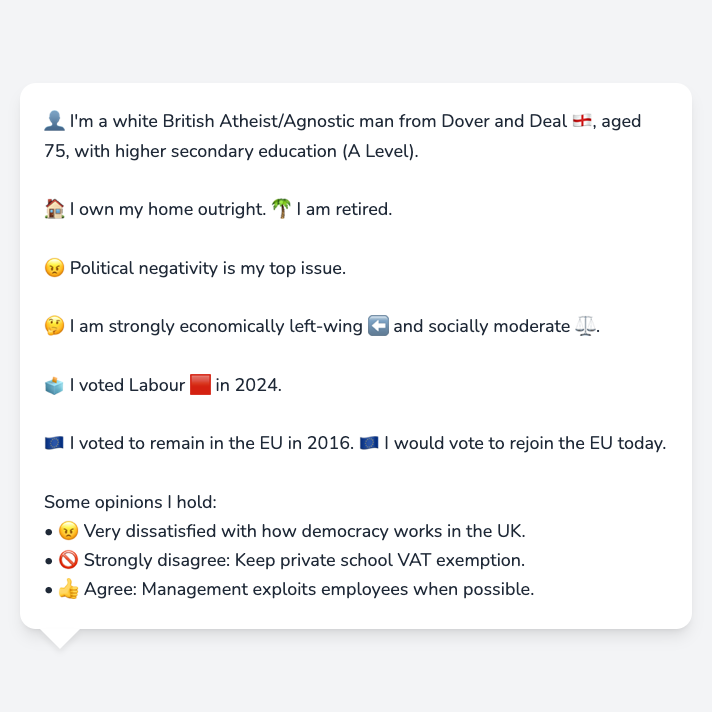 👤 I'm a white British Atheist/Agnostic man from Dover and Deal 🏴󠁧󠁢󠁥󠁮󠁧󠁿, aged
75, with higher secondary education (A Level).
🏠 I own my home outright. 🌴 I am retired.
😠 Political negativity is my top issue.
🤔 I am strongly economically left-wing ⬅️ and socially moderate ⚖️.
🗳️ I voted Labour 🟥 in 2024.
🇪🇺 I voted to remain in the EU in 2016. 🇪🇺 I would vote to rejoin the EU today.
Some opinions I hold:
• 😠 Very dissatisfied with how democracy works in the UK.
• 🚫 Strongly disagree: Keep private school VAT exemption.
• 👍 Agree: Management exploits employees when possible.